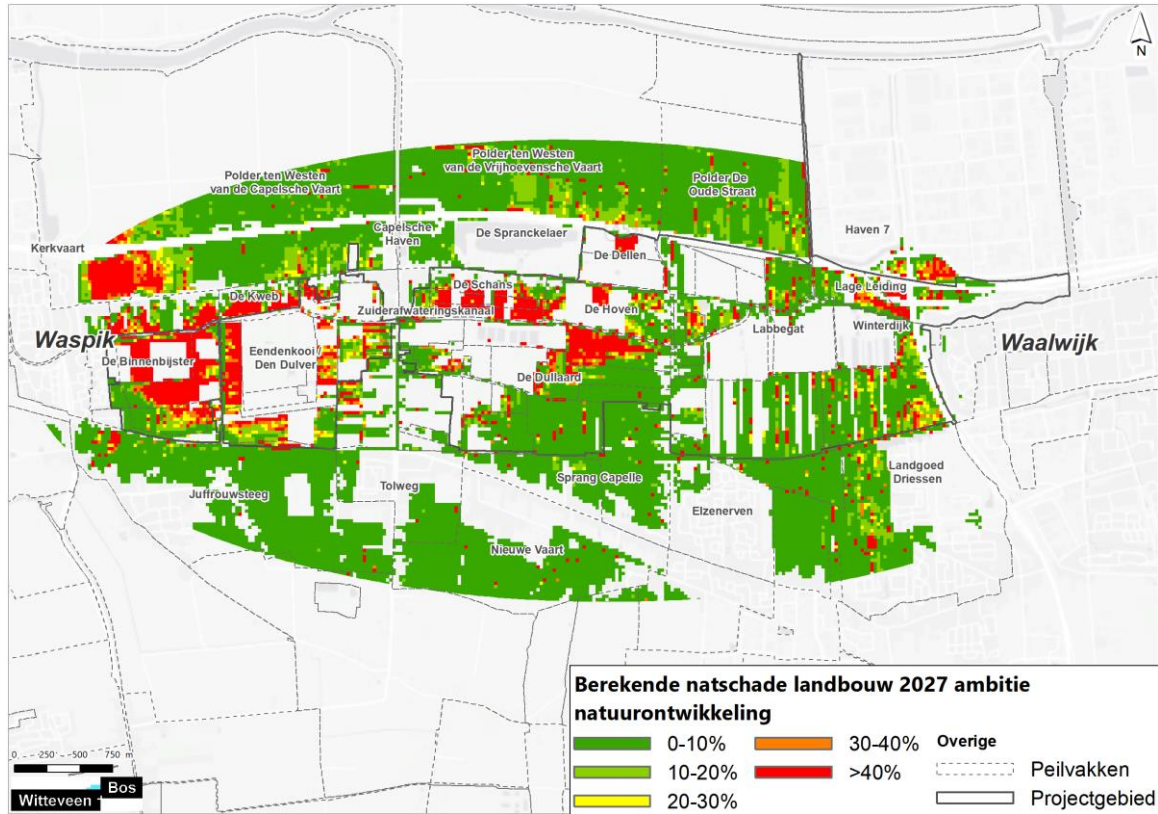 N
Polder ten Westen
van de Vrijhoevensche Vaart
Polder ten Westen
van de Capelsche Vaart
Polder De
Oude Straat
Kerkvaart
Capelsche
Haven
De Spranckelaer
De Dellen
Haven 7
De Kweb
De Schans
Lage Leiding
Zuiderafwateringskanaal
De Hoven
Labbegat
Winterdijk
Waspik
Waalwijk
De Binnenbijster
Eendenkooi /
Den Dulver
De Dullaard
Juffrouwsteeg
Tolweg
Sprang Capelle
Landgoed
Driessen
Elzenerven
Nieuwe Vaart
Berekende natschade landbouw 2027 ambitie
natuurontwikkeling
0-10%
10-20%
20-30%
30-40%
>40%
Overige
Peilvakken
Projectgebied
0 250 500 750 m
Witteveen + Bos